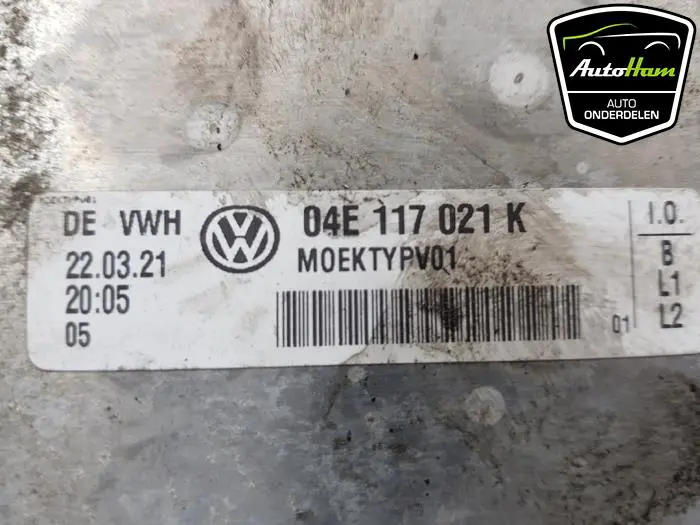 AutoHam
AUTO
ONDERDELEN
DE VWH
04E 117 021 K
22.03.21
MOEKTYPV01
20:05
05
01
I.O.
B
L1
L2